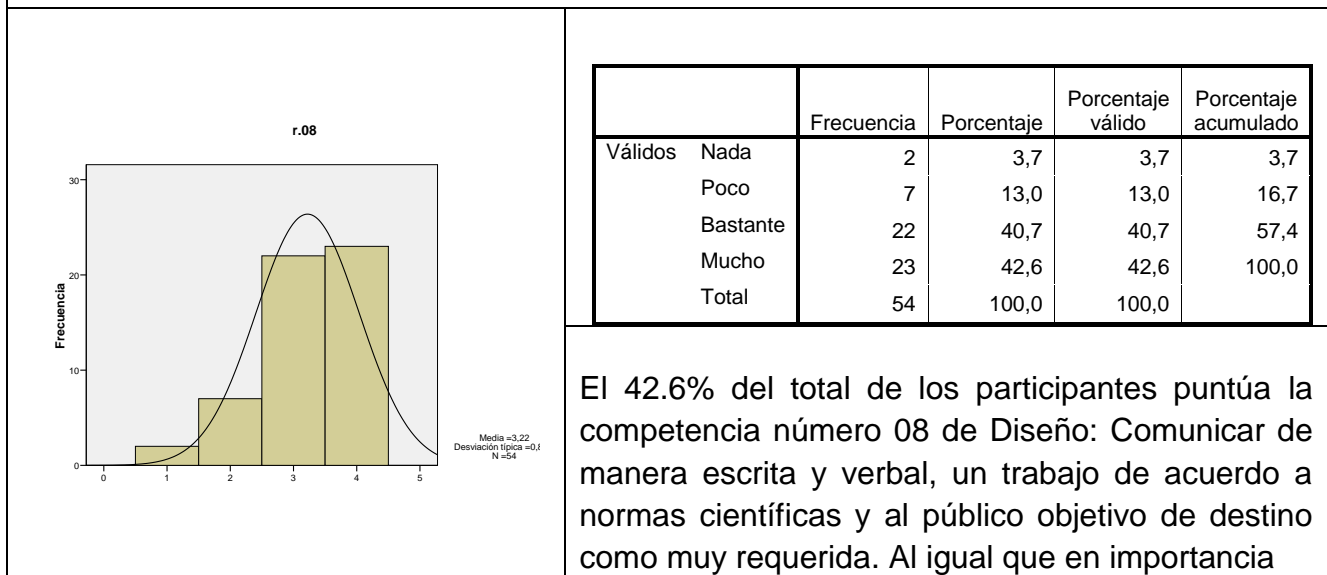 r.08
30
20
10
0
Frecuencia
0 1 2 3 4 5
Media =3,22
Desviación típica =0,8
N =54
Frecuencia Porcentaje Porcentaje válido Porcentaje acumulado
Válidos Nada 2 3,7 3,7 3,7
Poco 7 13,0 13,0 16,7
Bastante 22 40,7 40,7 57,4
Mucho 23 42,6 42,6 100,0
Total 54 100,0 100,0
El 42.6% del total de los participantes puntúa la
competencia número 08 de Diseño: Comunicar de
manera escrita y verbal, un trabajo de acuerdo a
normas científicas y al público objetivo de destino
como muy requerida. Al igual que en importancia